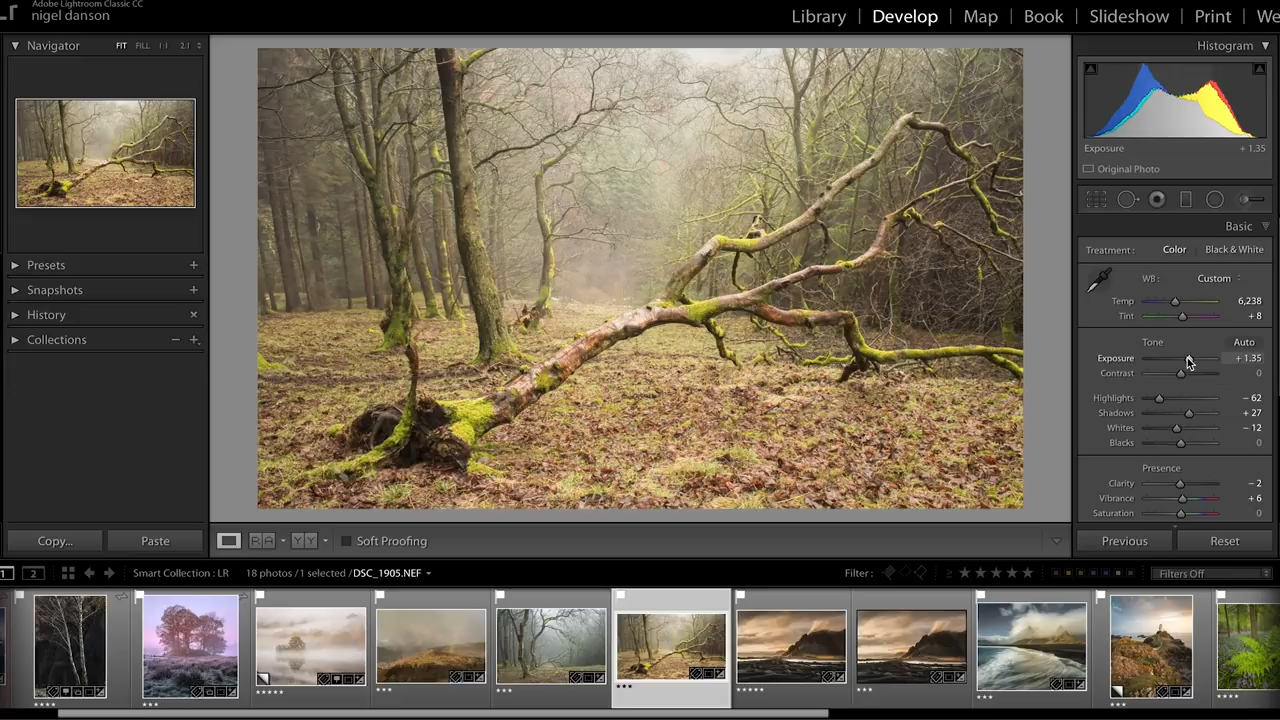 Adobe Lightroom Classic CC
nigel danson
Library | Develop | Map | Book | Slideshow | Print | We
Navigator FIT FILL 1:1 2:1
Presets +
Snapshots +
History ×
Collections − +
Copy... Paste
RA YY Soft Proofing
Histogram
Exposure + 1.35
Original Photo
Basic
Treatment: Color Black & White
WB: Custom
Temp 6,238
Tint + 8
Tone Auto
Exposure + 1.35
Contrast 0
Highlights − 62
Shadows + 27
Whites − 12
Blacks 0
Presence
Clarity − 2
Vibrance + 6
Saturation 0
Previous Reset
1 2 Smart Collection : LR 18 photos / 1 selected / DSC_1905.NEF Filter : ≥ ★★★★★ Filters Off